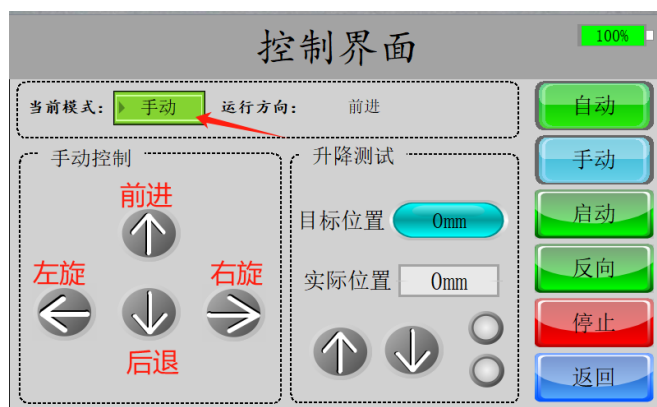 控制界面
100%
当前模式： 手动 运行方向： 前进
自动
手动控制
升降测试
手动
前进
目标位置 0mm
启动
左旋
右旋
实际位置 0mm
反向
后退
停止
返回